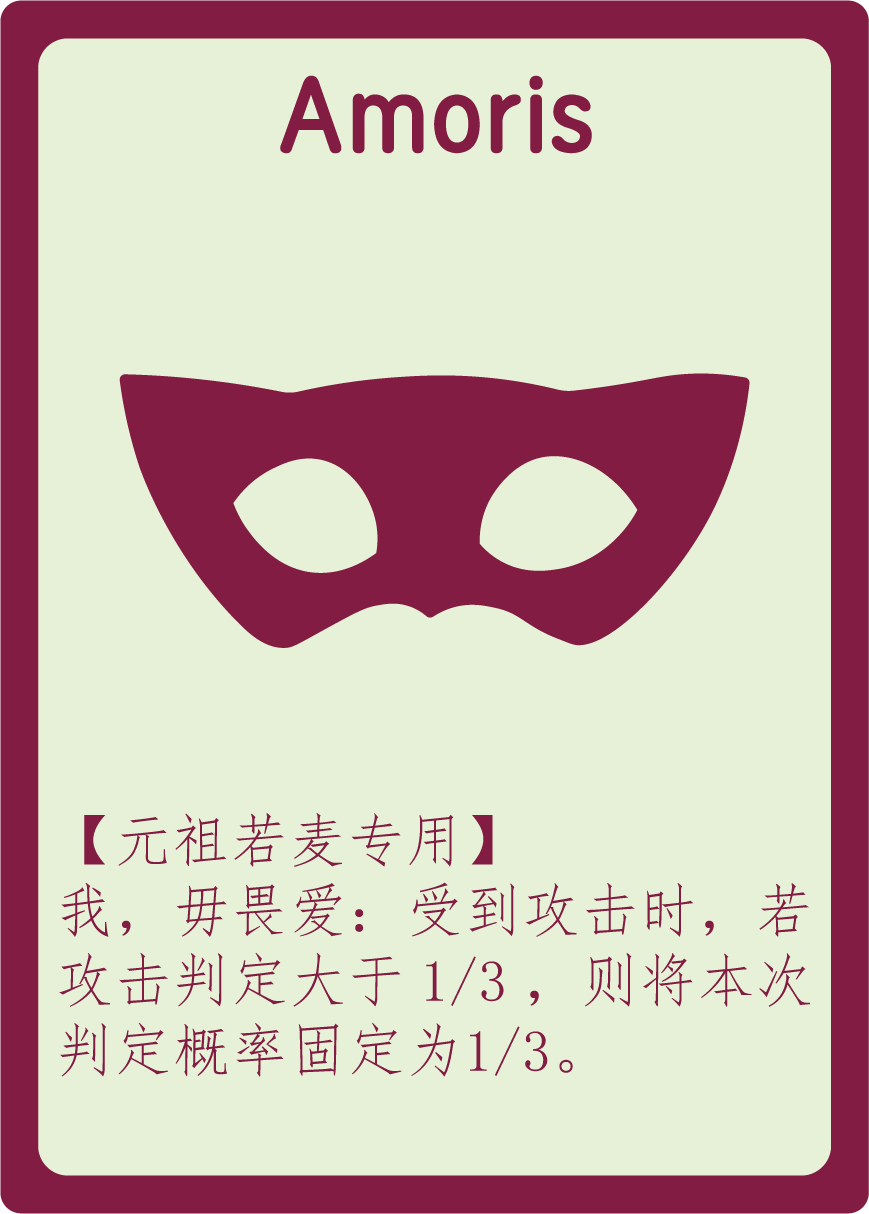 Amoris
【元祖若麦专用】
我，毋畏爱：受到攻击时，若
攻击判定大于 1/3 ，则将本次
判定概率固定为1/3。